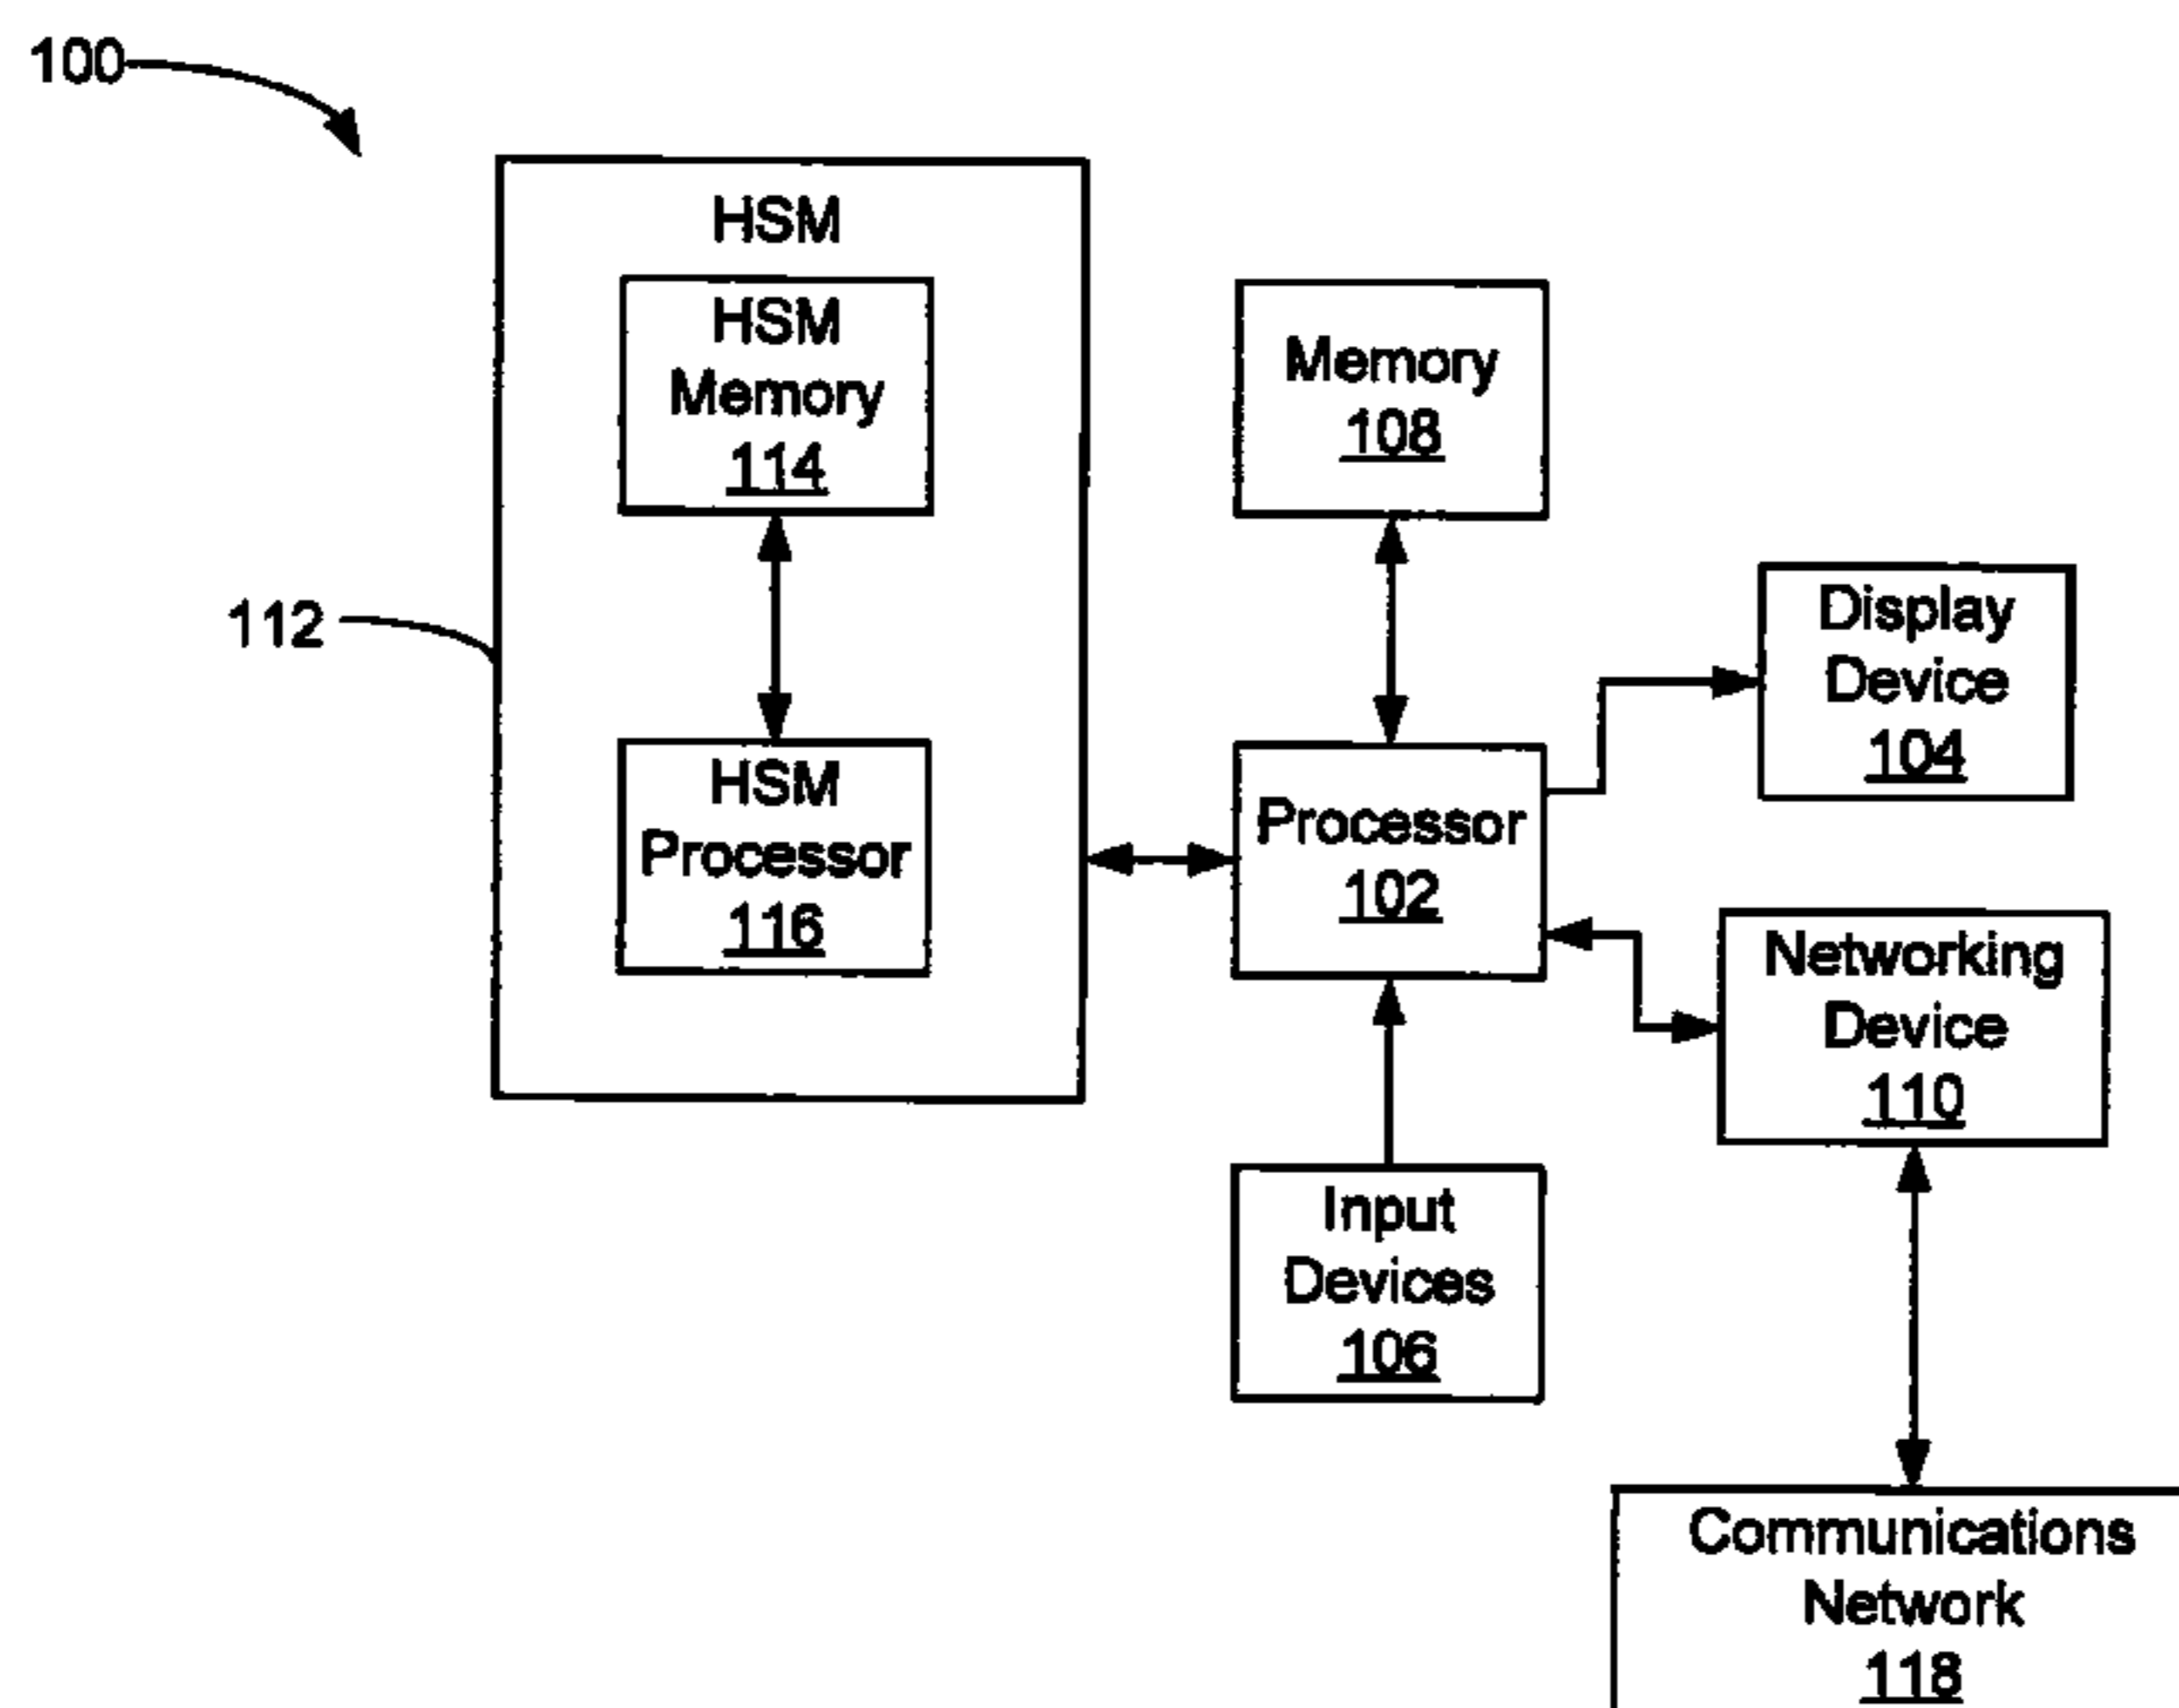 100
HSM
HSM
Memory
114
112
HSM
Processor
116
Memory
108
Processor
102
Display
Device
104
Networking
Device
110
Input
Devices
106
Communications
Network
118